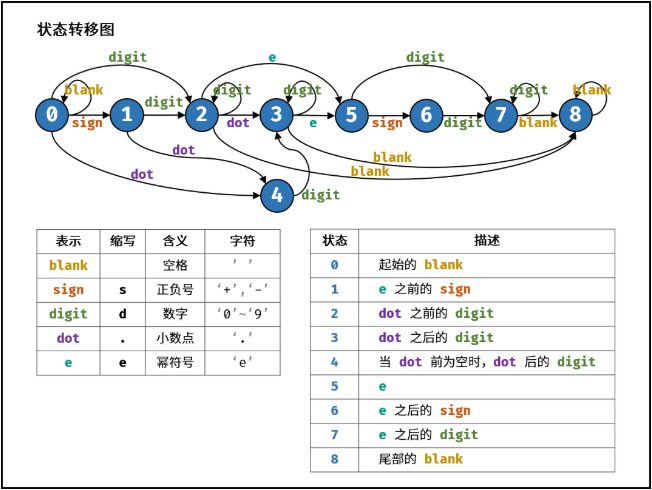 状态转移图
digit
e
digit
blank
digit
digit
digit
blank
digit
0
1
2
3
5
6
7
8
sign
dot
e
sign
digit
blank
dot
blank
blank
dot
4
digit
表示 缩写 含义 字符
blank 空格 ' '
sign s 正负号 '+','-'
digit d 数字 '0'~'9'
dot . 小数点 '.'
e e 幂符号 'e'
状态 描述
0 起始的 blank
1 e 之前的 sign
2 dot 之前的 digit
3 dot 之后的 digit
4 当 dot 前为空时，dot 后的 digit
5 e
6 e 之后的 sign
7 e 之后的 digit
8 尾部的 blank